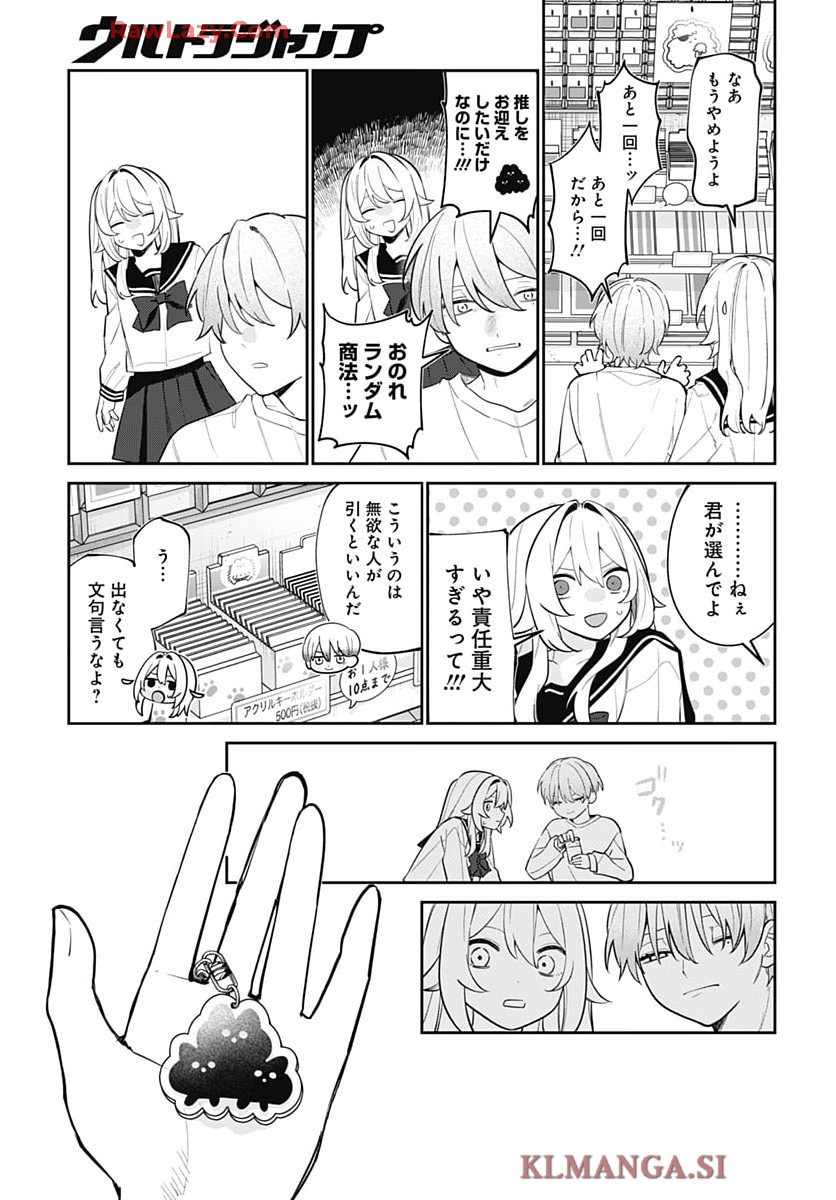 ウルトラジャンプ
RawLazy.Com
なあ
もうやめようよ
あと一回…ッ
あと一回
だから…!!
推しを
お迎え
したいだけ
なのに…!!!
おのれ
ランダム
商法…ッ
…………ねぇ
君が選んでよ
いや責任重大
すぎるって!!!
こういうのは
無欲な人が
引くといいんだ
う…
出なくても
文句言うなよ?
お1人様
10点まで
アクリルキーホルダー
500円(税抜)
ゴク…
KLMANGA.SI